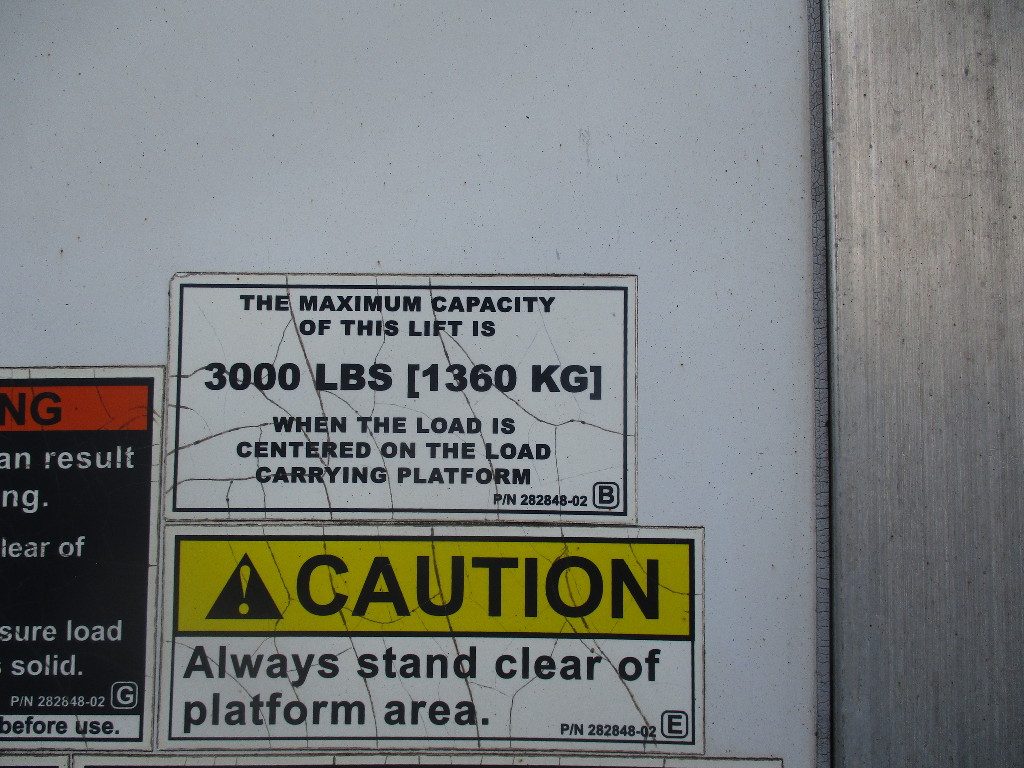 THE MAXIMUM CAPACITY
OF THIS LIFT IS
3000 LBS [1360 KG]
WHEN THE LOAD IS
CENTERED ON THE LOAD
CARRYING PLATFORM
P/N 282848-02 B
NG
an result
ng.
lear of
sure load
s solid.
P/N 282848-02 G
before use.
CAUTION
Always stand clear of
platform area.
P/N 282848-02 E